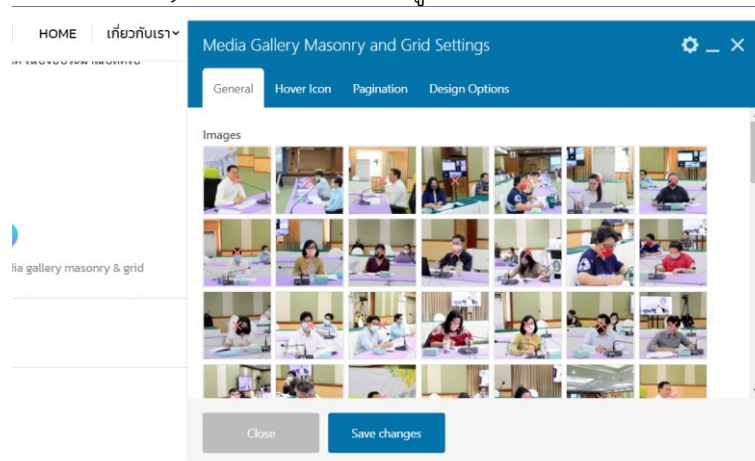 HOME เกี่ยวกับเรา
Media Gallery Masonry and Grid Settings
General Hover Icon Pagination Design Options
Images
dia gallery masonry & grid
Close Save changes